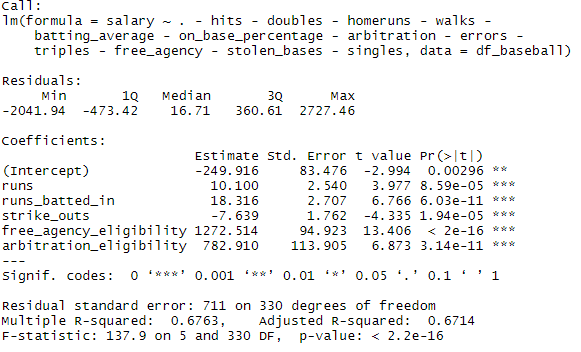 Call:
lm(formula = salary ~ . - hits - doubles - homeruns - walks -
    batting_average - on_base_percentage - arbitration - errors -
    triples - free_agency - stolen_bases - singles, data = df_baseball)
Residuals:
     Min       1Q   Median       3Q      Max
-2041.94  -473.42    16.71   360.61  2727.46
Coefficients:
                        Estimate Std. Error t value Pr(>|t|)
(Intercept)             -249.916     83.476  -2.994  0.00296 **
runs                      10.100      2.540   3.977 8.59e-05 ***
runs_batted_in            18.316      2.707   6.766 6.03e-11 ***
strike_outs               -7.639      1.762  -4.335 1.94e-05 ***
free_agency_eligibility 1272.514     94.923  13.406  < 2e-16 ***
arbitration_eligibility  782.910    113.905   6.873 3.14e-11 ***
---
Signif. codes:  0 ‘***’ 0.001 ‘**’ 0.01 ‘*’ 0.05 ‘.’ 0.1 ‘ ’ 1
Residual standard error: 711 on 330 degrees of freedom
Multiple R-squared:  0.6763,    Adjusted R-squared:  0.6714
F-statistic: 137.9 on 5 and 330 DF,  p-value: < 2.2e-16